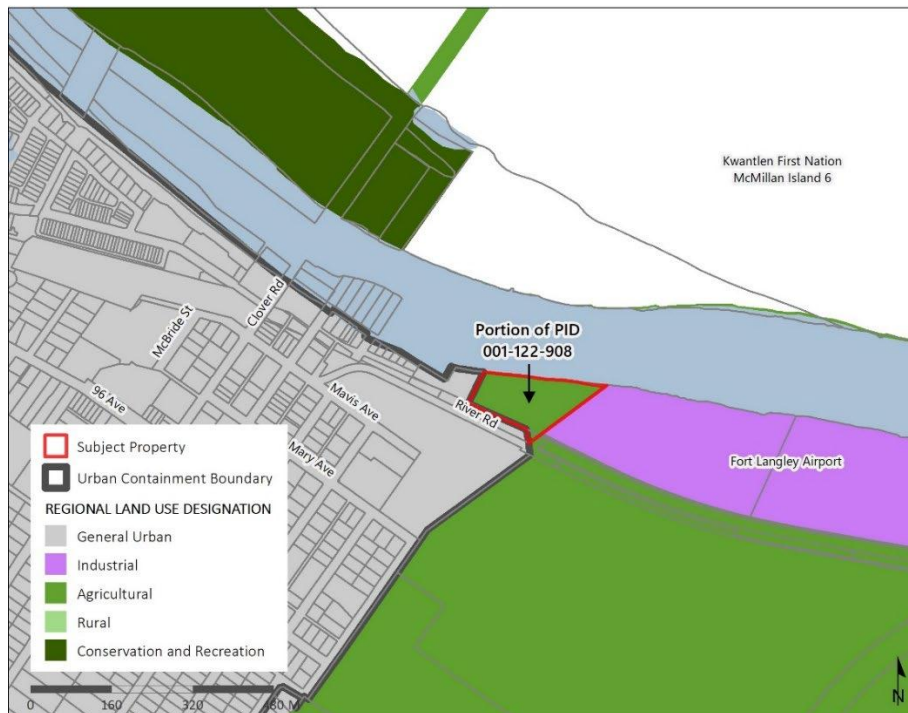 Kwantlen First Nation
McMillan Island 6
Portion of PID
001-122-908
Clover Rd
McBride St
96 Ave
Mavis Ave
River Rd
Mary Ave
Fort Langley Airport
Subject Property
Urban Containment Boundary
REGIONAL LAND USE DESIGNATION
General Urban
Industrial
Agricultural
Rural
Conservation and Recreation
0 160 320 480 M
N